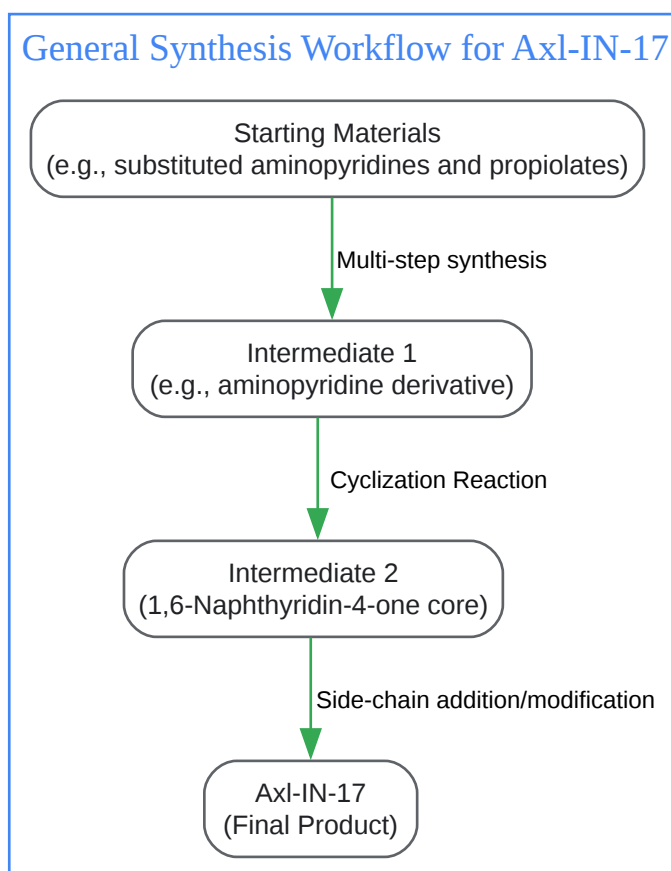 General Synthesis Workflow for Axl-IN-17
Starting Materials
(e.g., substituted aminopyridines and propiolates)
Multi-step synthesis
Intermediate 1
(e.g., aminopyridine derivative)
Cyclization Reaction
Intermediate 2
(1,6-Naphthyridin-4-one core)
Side-chain addition/modification
Axl-IN-17
(Final Product)